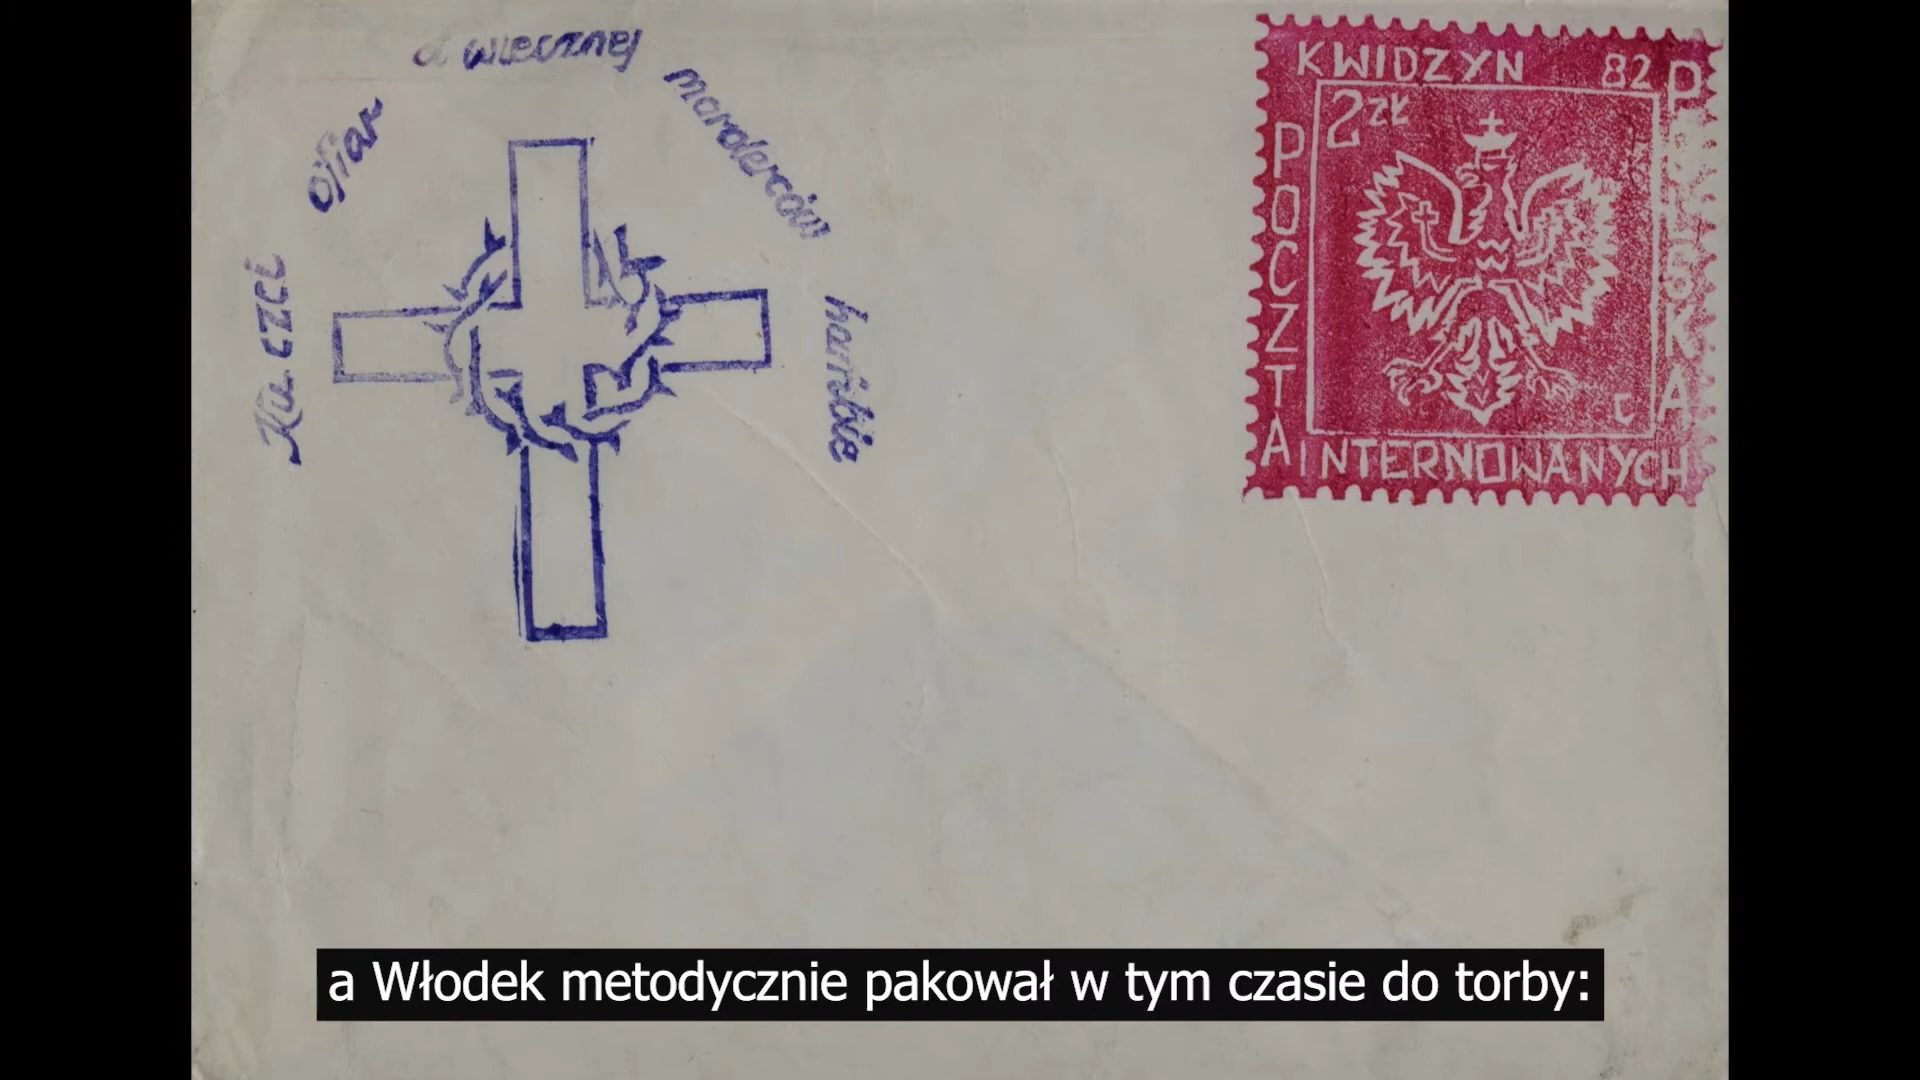 Ku czci
ofiar
a wiecznej
morderców
hańbie
KWIDZYN 82
POCZTA
2 ZŁ
POLSKA
INTERNOWANYCH
a Włodek metodycznie pakował w tym czasie do torby: